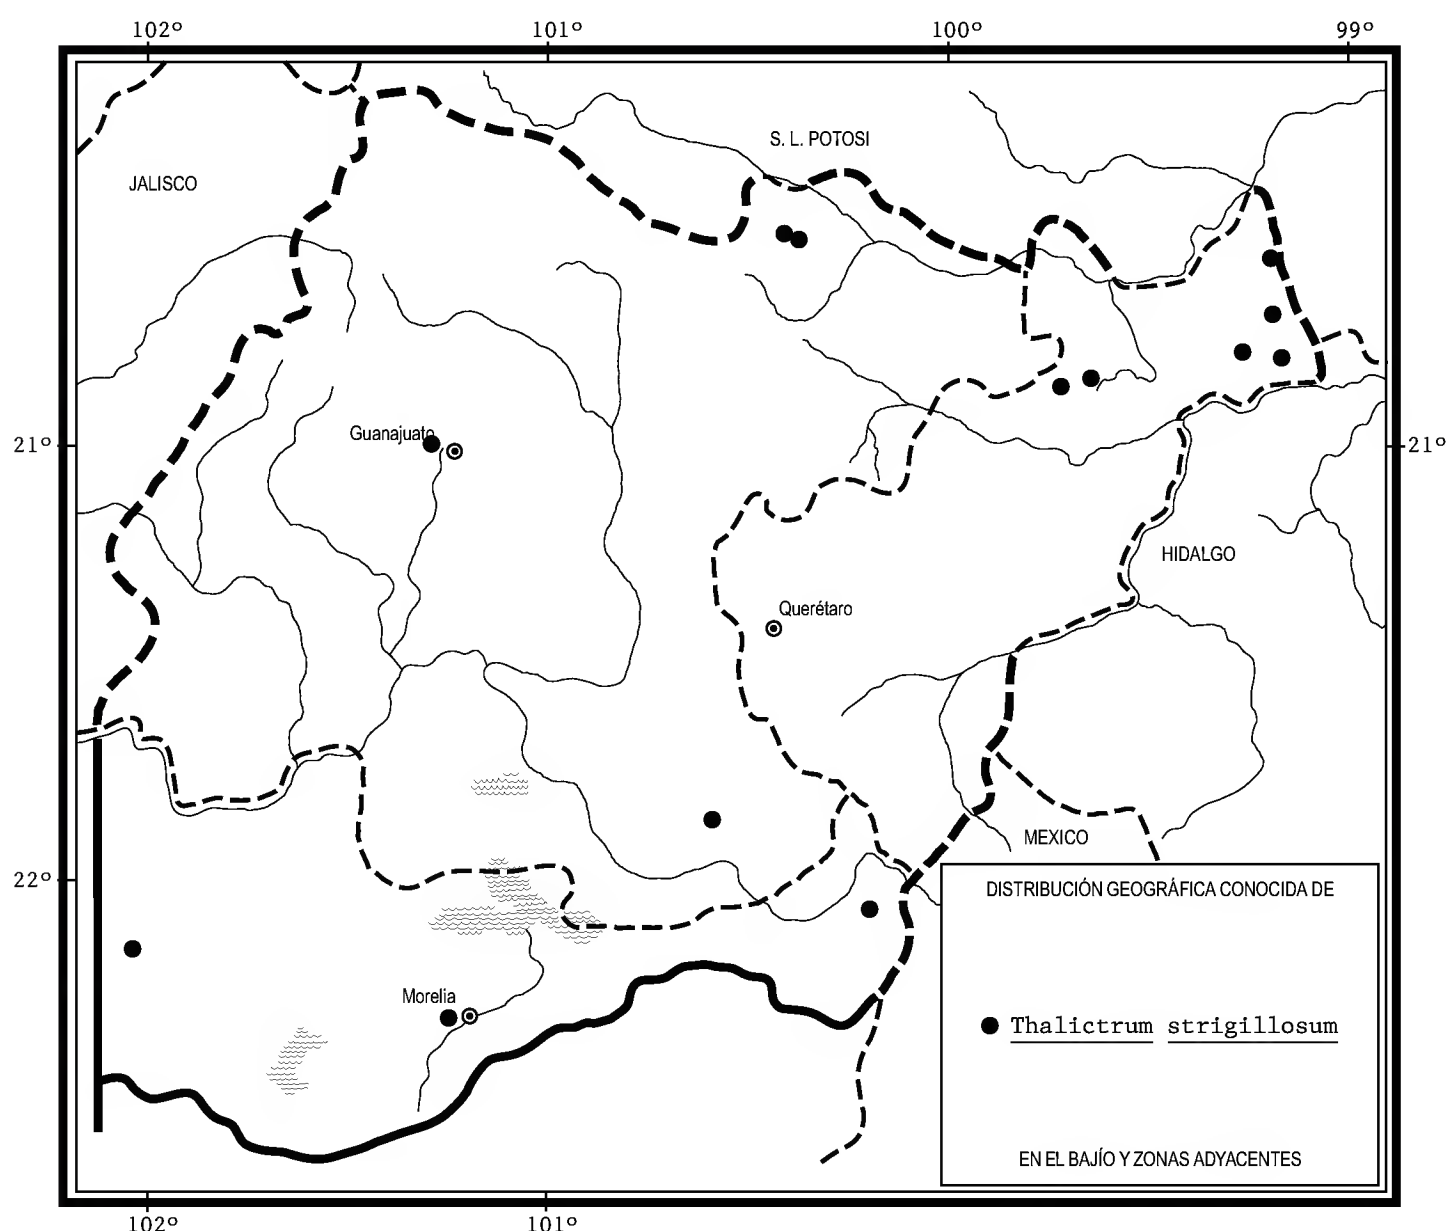 102º 101º 100º 99º
S. L. POTOSI
JALISCO
Guanajuato
21º 21º
HIDALGO
Querétaro
MEXICO
22º
DISTRIBUCIÓN GEOGRÁFICA CONOCIDA DE
Morelia
Thalictrum strigillosum
EN EL BAJÍO Y ZONAS ADYACENTES
102º 101º